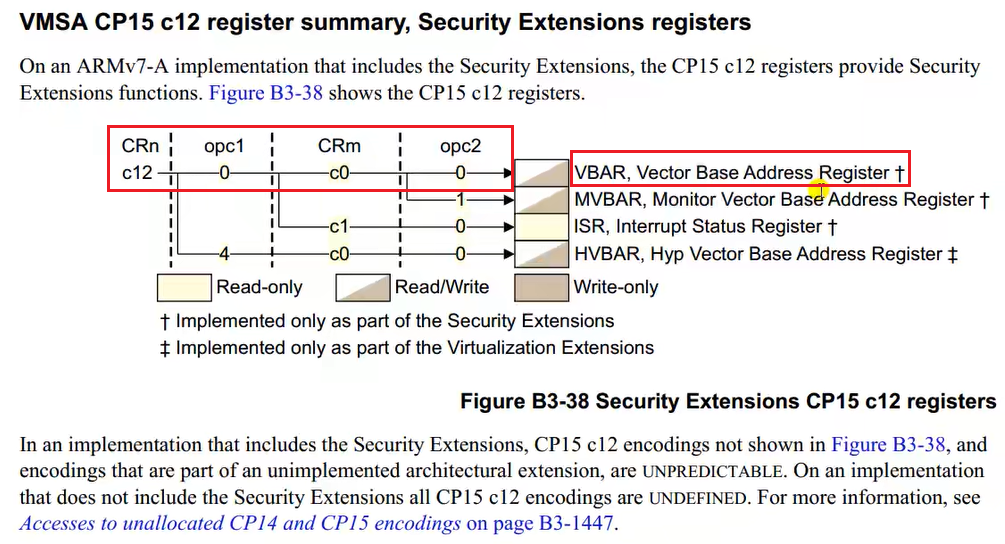 VMSA CP15 c12 register summary, Security Extensions registers
On an ARMv7-A implementation that includes the Security Extensions, the CP15 c12 registers provide Security
Extensions functions. Figure B3-38 shows the CP15 c12 registers.
CRn opc1 CRm opc2
c12 0 c0 0 VBAR, Vector Base Address Register †
1 MVBAR, Monitor Vector Base Address Register †
c1 0 ISR, Interrupt Status Register †
4 c0 0 HVBAR, Hyp Vector Base Address Register ‡
Read-only Read/Write Write-only
† Implemented only as part of the Security Extensions
‡ Implemented only as part of the Virtualization Extensions
Figure B3-38 Security Extensions CP15 c12 registers
In an implementation that includes the Security Extensions, CP15 c12 encodings not shown in Figure B3-38, and
encodings that are part of an unimplemented architectural extension, are UNPREDICTABLE. On an implementation
that does not include the Security Extensions all CP15 c12 encodings are UNDEFINED. For more information, see
Accesses to unallocated CP14 and CP15 encodings on page B3-1447.